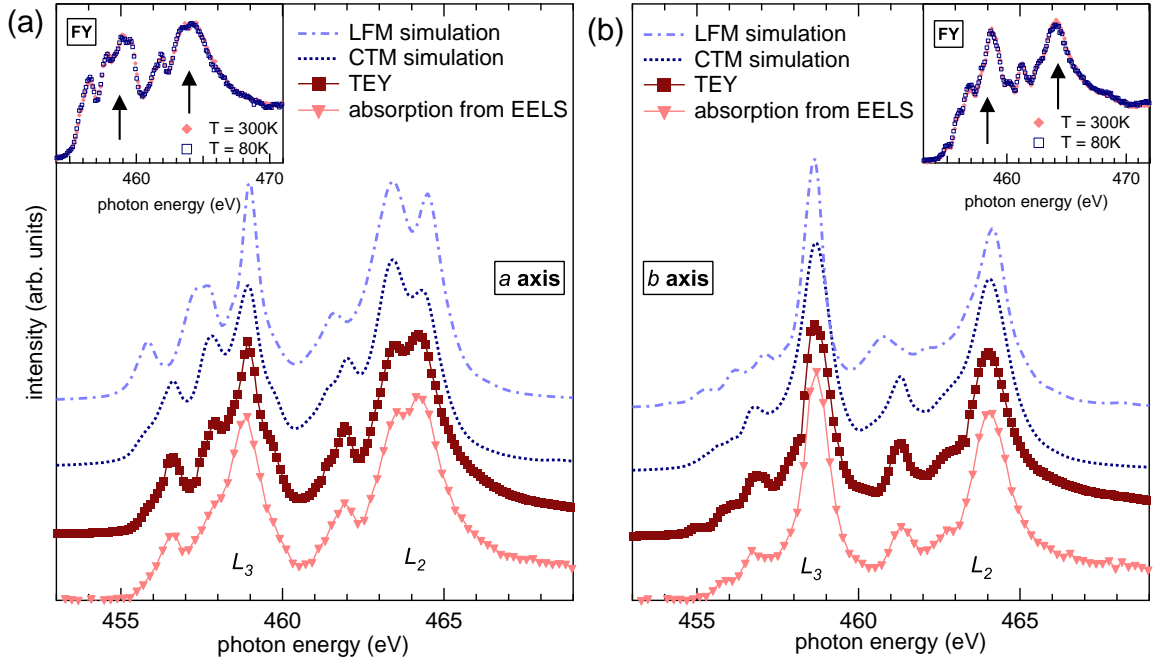 (a)
FY
T = 300K
T = 80K
460
470
photon energy (eV)
LFM simulation
CTM simulation
TEY
absorption from EELS
a axis
intensity (arb. units)
L3
L2
455
460
465
photon energy (eV)
(b)
LFM simulation
CTM simulation
TEY
absorption from EELS
FY
T = 300K
T = 80K
460
470
photon energy (eV)
b axis
L3
L2
455
460
465
photon energy (eV)